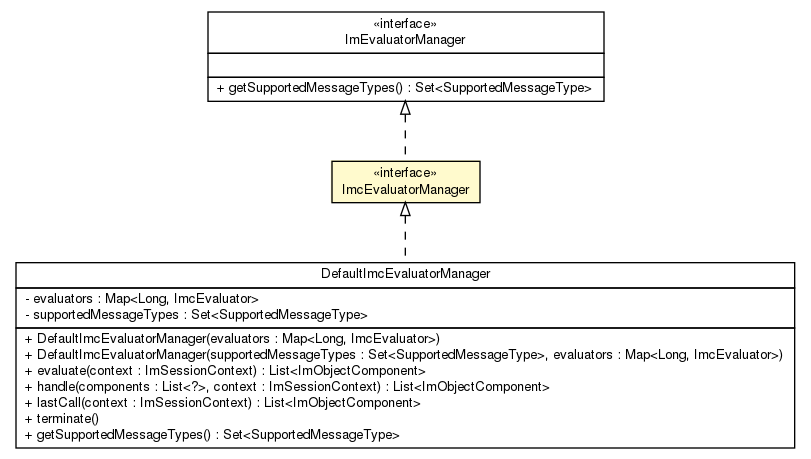 «interface»
ImEvaluatorManager
+ getSupportedMessageTypes() : Set<SupportedMessageType>
«interface»
ImcEvaluatorManager
DefaultImcEvaluatorManager
- evaluators : Map<Long, ImcEvaluator>
- supportedMessageTypes : Set<SupportedMessageType>
+ DefaultImcEvaluatorManager(evaluators : Map<Long, ImcEvaluator>)
+ DefaultImcEvaluatorManager(supportedMessageTypes : Set<SupportedMessageType>, evaluators : Map<Long, ImcEvaluator>)
+ evaluate(context : ImSessionContext) : List<ImObjectComponent>
+ handle(components : List<?>, context : ImSessionContext) : List<ImObjectComponent>
+ lastCall(context : ImSessionContext) : List<ImObjectComponent>
+ terminate()
+ getSupportedMessageTypes() : Set<SupportedMessageType>